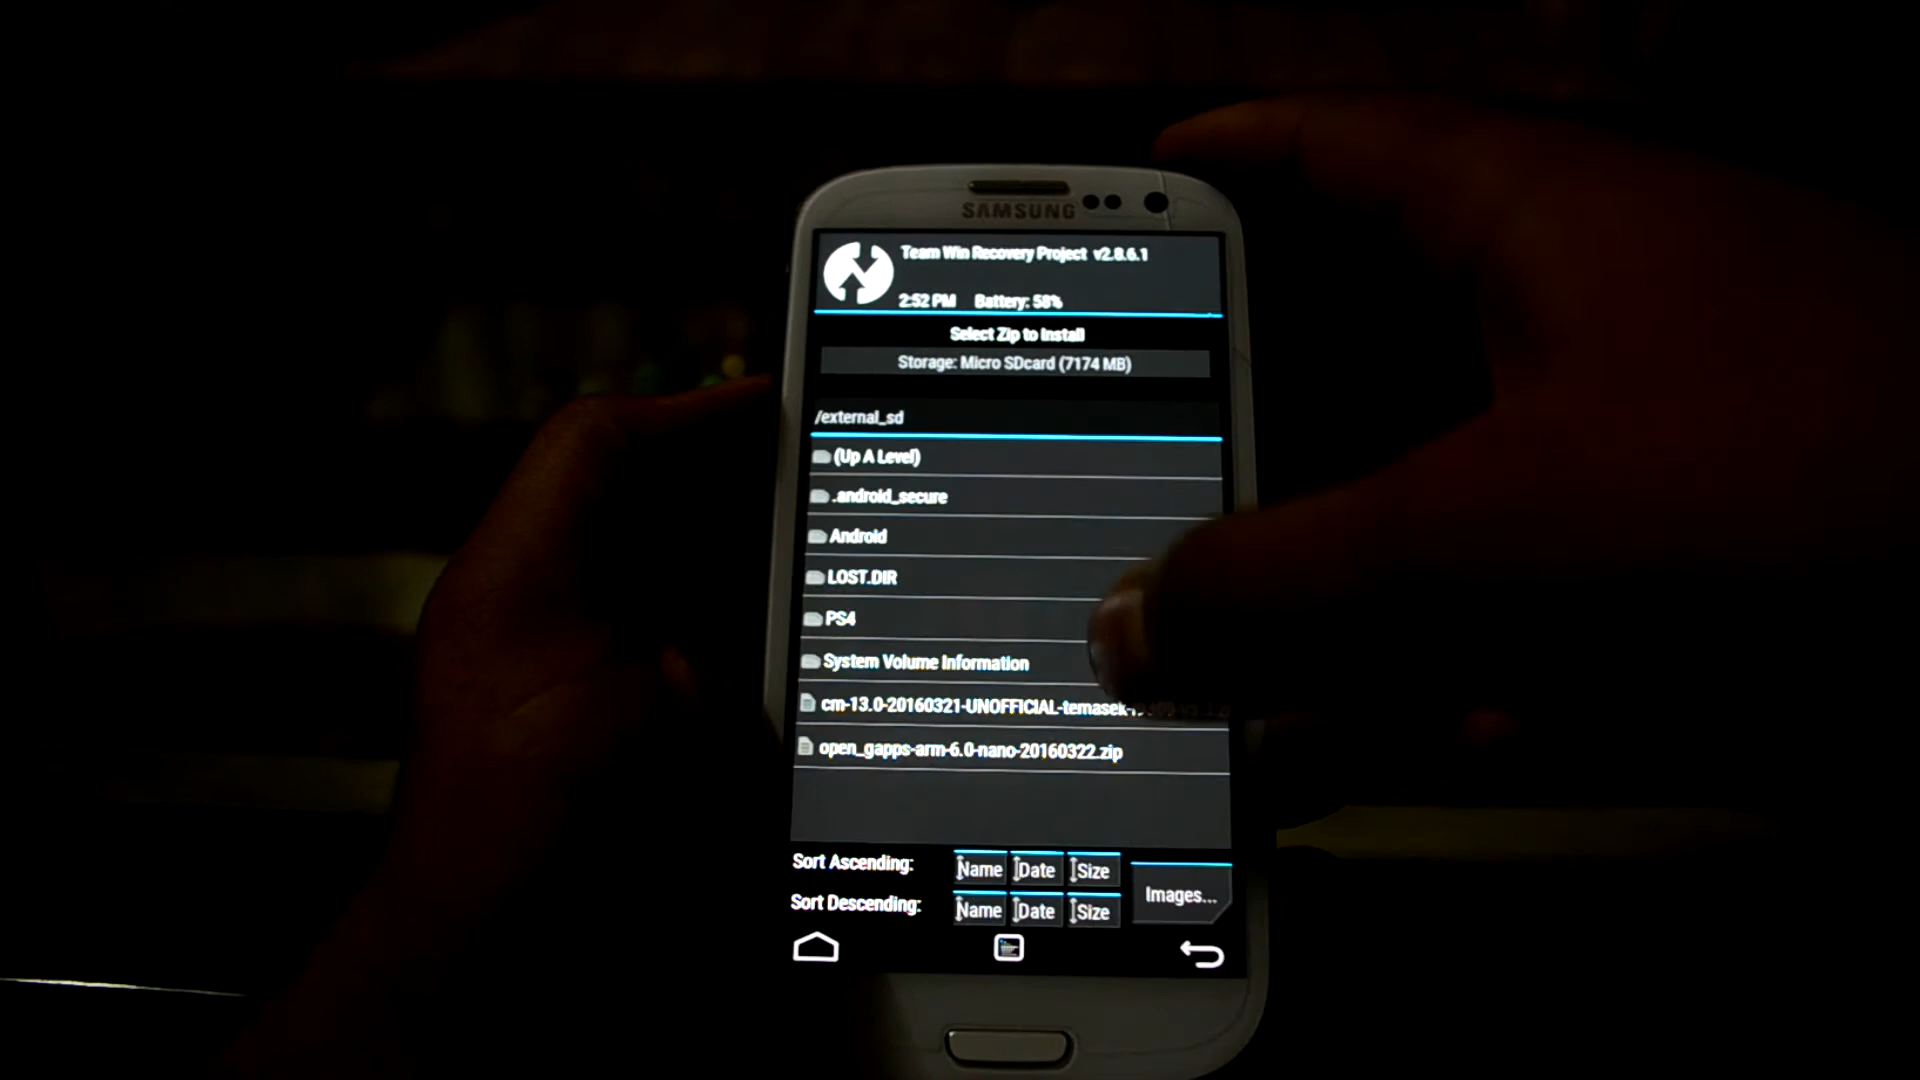 SAMSUNG
Team Win Recovery Project v2.8.6.1
2:52 PM Battery: 58%
Select Zip to Install
Storage: Micro SDcard (7174 MB)
/external_sd
(Up A Level)
.android_secure
Android
LOST.DIR
PS4
System Volume Information
cm-13.0-20160321-UNOFFICIAL-temasek-
open_gapps-arm-6.0-nano-20160322.zip
Sort Ascending: Name Date Size
Images...
Sort Descending: Name Date Size